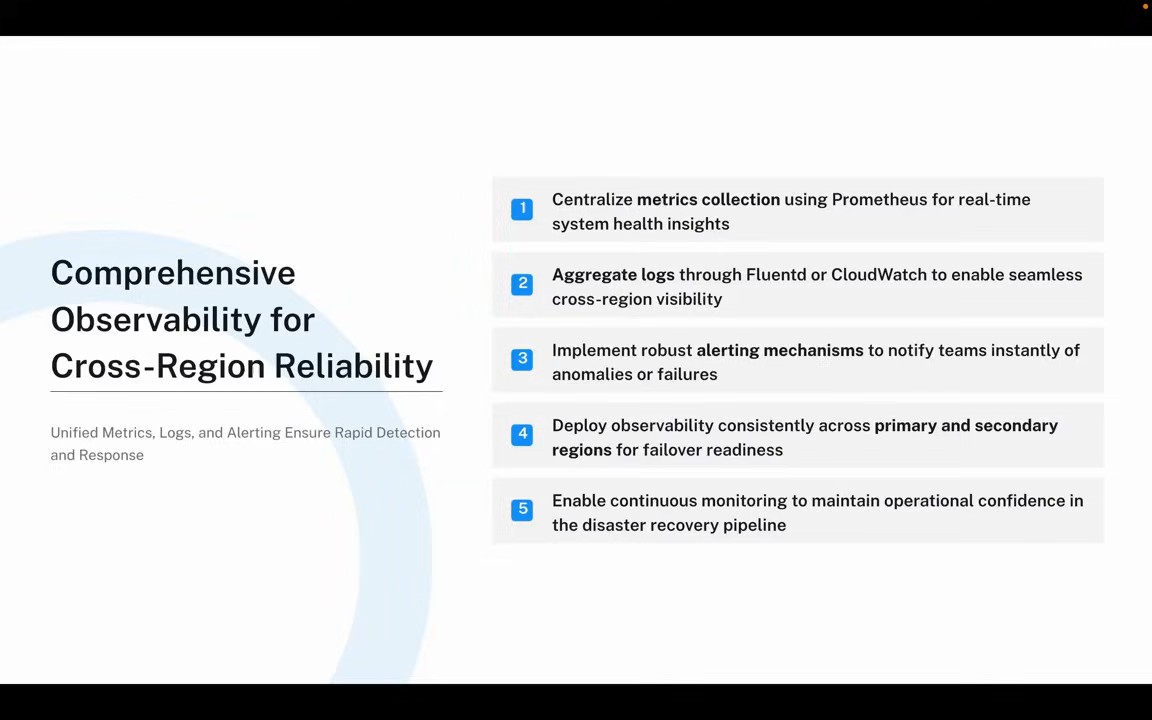 Comprehensive
Observability for
Cross-Region Reliability
Unified Metrics, Logs, and Alerting Ensure Rapid Detection
and Response
1
Centralize metrics collection using Prometheus for real-time
system health insights
2
Aggregate logs through Fluentd or CloudWatch to enable seamless
cross-region visibility
3
Implement robust alerting mechanisms to notify teams instantly of
anomalies or failures
4
Deploy observability consistently across primary and secondary
regions for failover readiness
5
Enable continuous monitoring to maintain operational confidence in
the disaster recovery pipeline